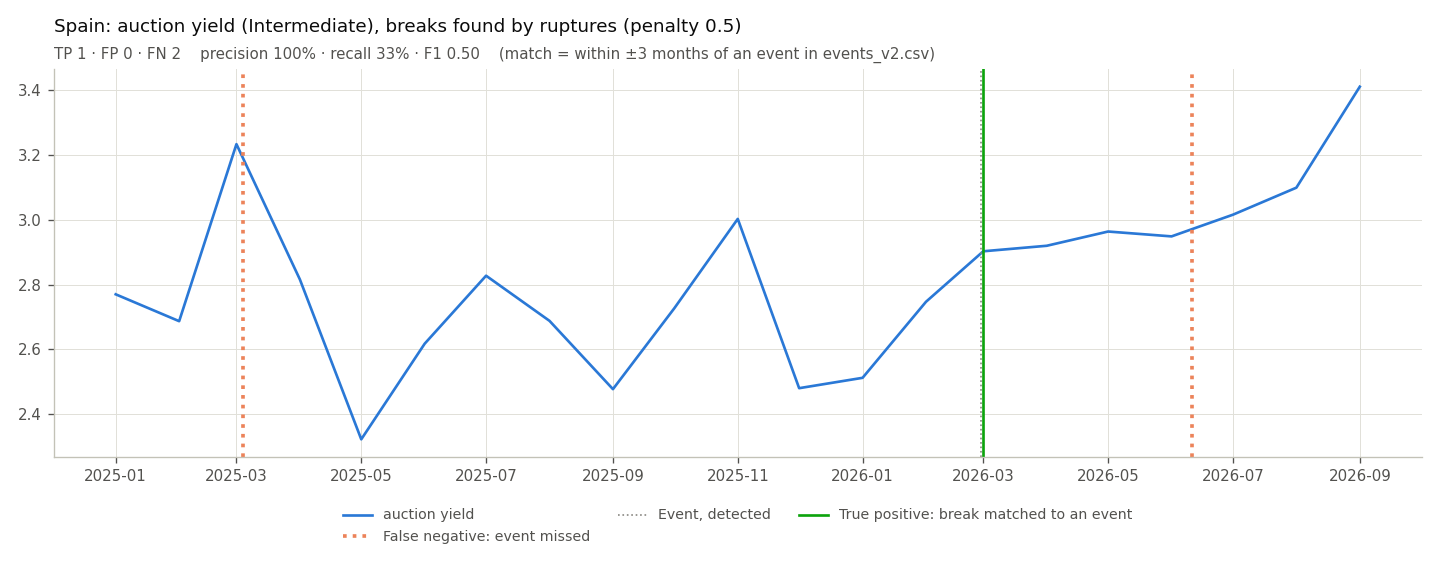 Spain: auction yield (Intermediate), breaks found by ruptures (penalty 0.5)
TP 1 · FP 0 · FN 2    precision 100% · recall 33% · F1 0.50    (match = within ±3 months of an event in events_v2.csv)
3.4
3.2
3.0
2.8
2.6
2.4
2025-01 2025-03 2025-05 2025-07 2025-09 2025-11 2026-01 2026-03 2026-05 2026-07 2026-09
auction yield    Event, detected    True positive: break matched to an event
False negative: event missed